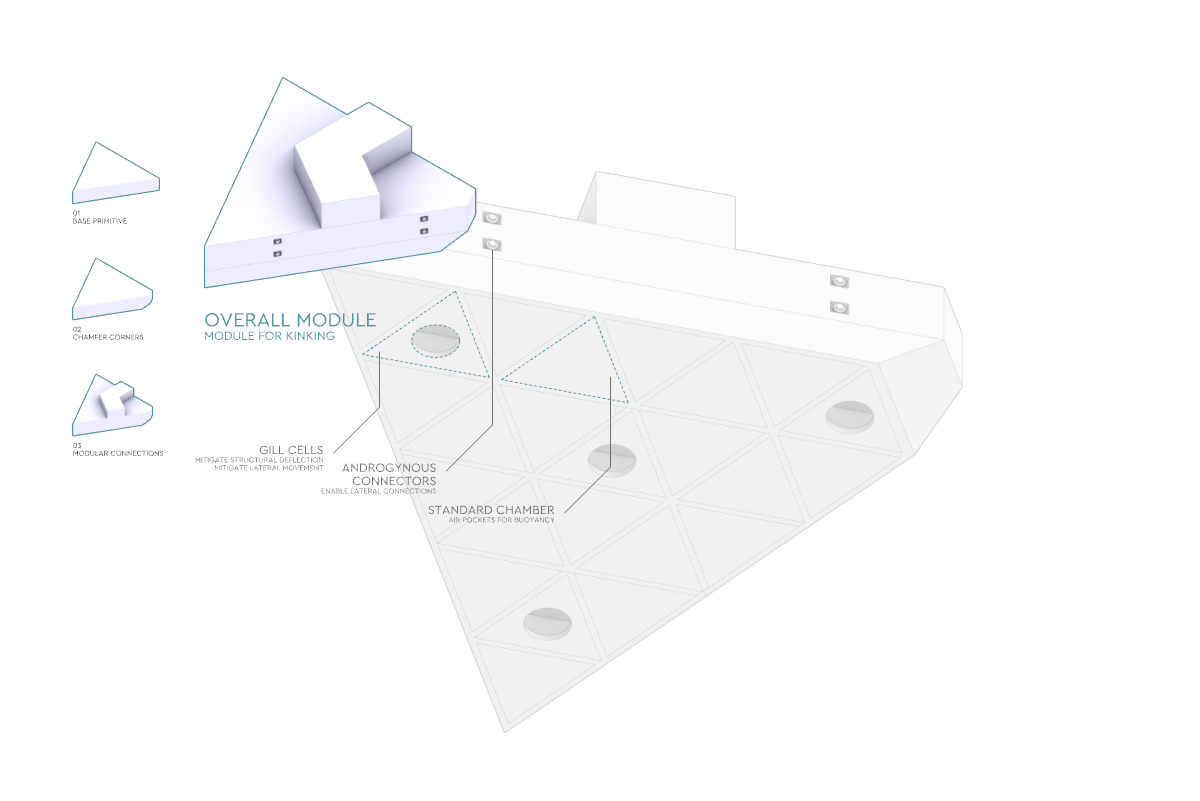 01
BASE PRIMITIVE
02
CHAMFER CORNERS
03
MODULAR CONNECTIONS
OVERALL MODULE
MODULE FOR KINKING
GILL CELLS
MITIGATE STRUCTURAL DEFLECTION
MITIGATE LATERAL MOVEMENT
ANDROGYNOUS
CONNECTORS
ENABLE LATERAL CONNECTIONS
STANDARD CHAMBER
AIR POCKETS FOR BUOYANCY